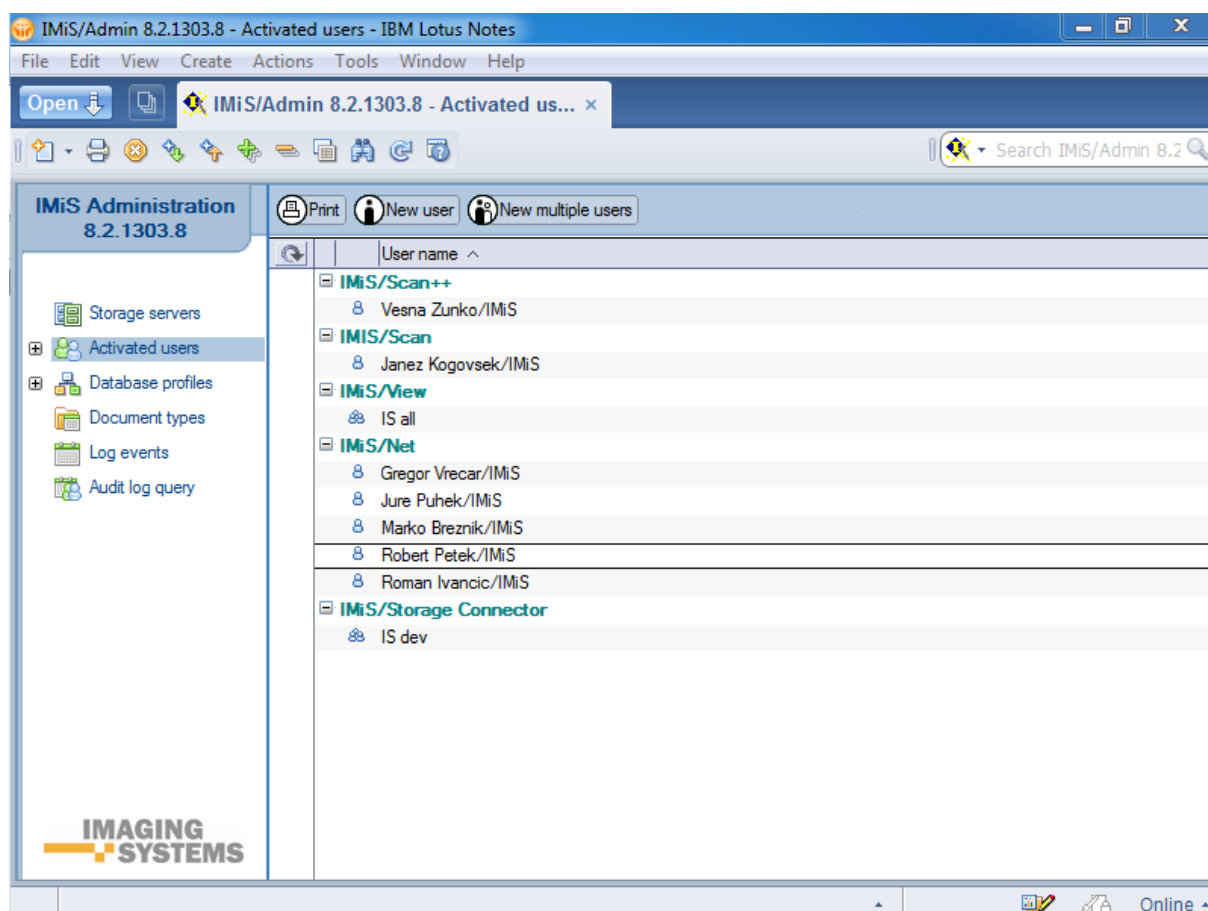 IMiS/Admin 8.2.1303.8 - Activated users - IBM Lotus Notes
File Edit View Create Actions Tools Window Help
Open IMiS/Admin 8.2.1303.8 - Activated us... ×
Search IMiS/Admin 8.2
IMiS Administration
8.2.1303.8
Print New user New multiple users
User name
Storage servers
Activated users
Database profiles
Document types
Log events
Audit log query
IMiS/Scan++
Vesna Zunko/IMiS
IMIS/Scan
Janez Kogovsek/IMiS
IMiS/View
IS all
IMiS/Net
Gregor Vrecar/IMiS
Jure Puhek/IMiS
Marko Breznik/IMiS
Robert Petek/IMiS
Roman Ivancic/IMiS
IMiS/Storage Connector
IS dev
IMAGING
SYSTEMS
Online